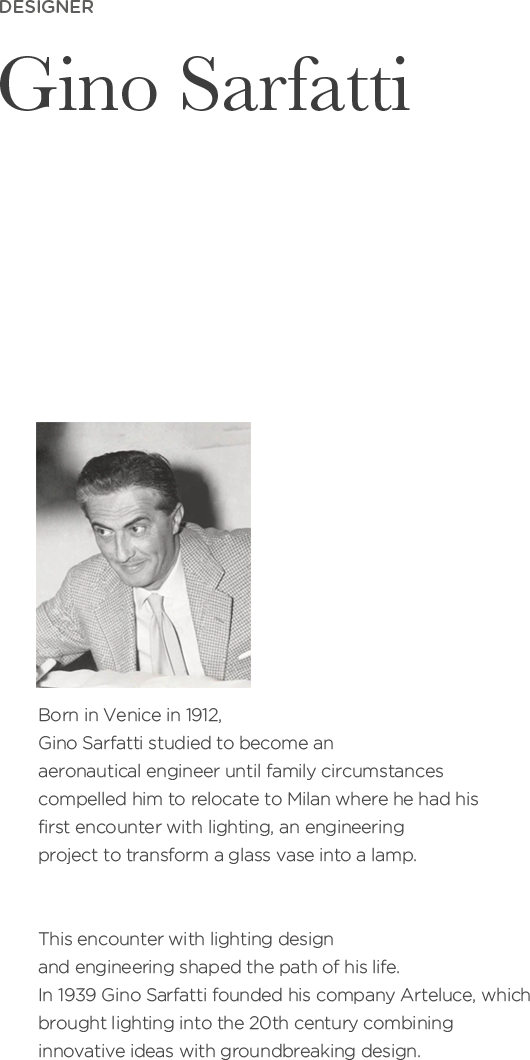 DESIGNER
Gino Sarfatti
Born in Venice in 1912,
Gino Sarfatti studied to become an
aeronautical engineer until family circumstances
compelled him to relocate to Milan where he had his
first encounter with lighting, an engineering
project to transform a glass vase into a lamp.
This encounter with lighting design
and engineering shaped the path of his life.
In 1939 Gino Sarfatti founded his company Arteluce, which
brought lighting into the 20th century combining
innovative ideas with groundbreaking design.